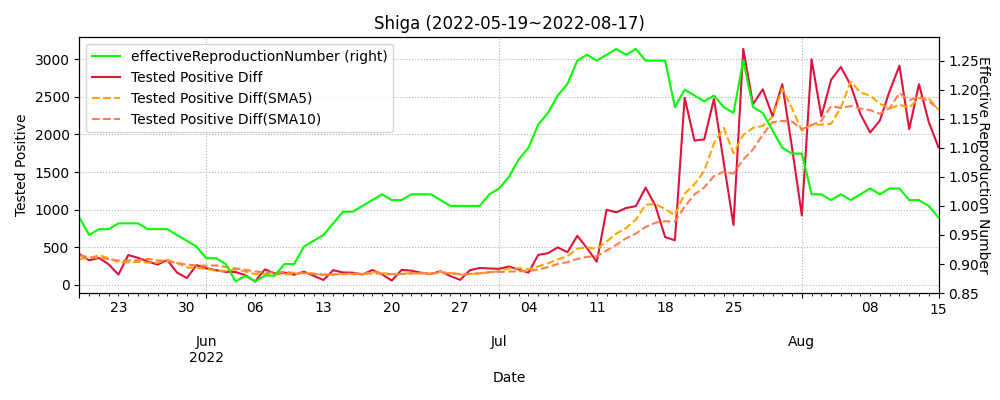 Shiga (2022-05-19~2022-08-17)
effectiveReproductionNumber (right)
Tested Positive Diff
Tested Positive Diff(SMA5)
Tested Positive Diff(SMA10)
Tested Positive
3000
2500
2000
1500
1000
500
0
Effective Reproduction Number
1.25
1.20
1.15
1.10
1.05
1.00
0.95
0.90
0.85
23 30 06 13 20 27 04 11 18 25 08 15
Jun Jul Aug
2022
Date